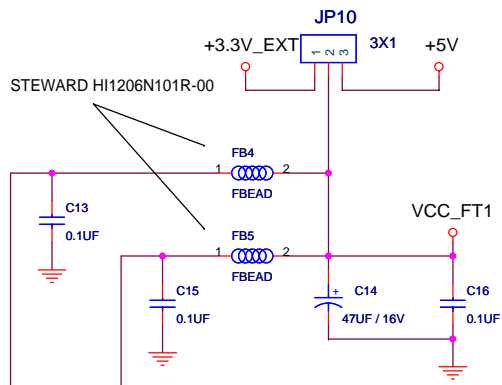 JP10
+3.3V_EXT
1 2 3
3X1
+5V
STEWARD HI1206N101R-00
FB4
1
2
FBEAD
C13
0.1UF
VCC_FT1
FB5
1
2
FBEAD
C15
0.1UF
+
C14
47UF / 16V
C16
0.1UF